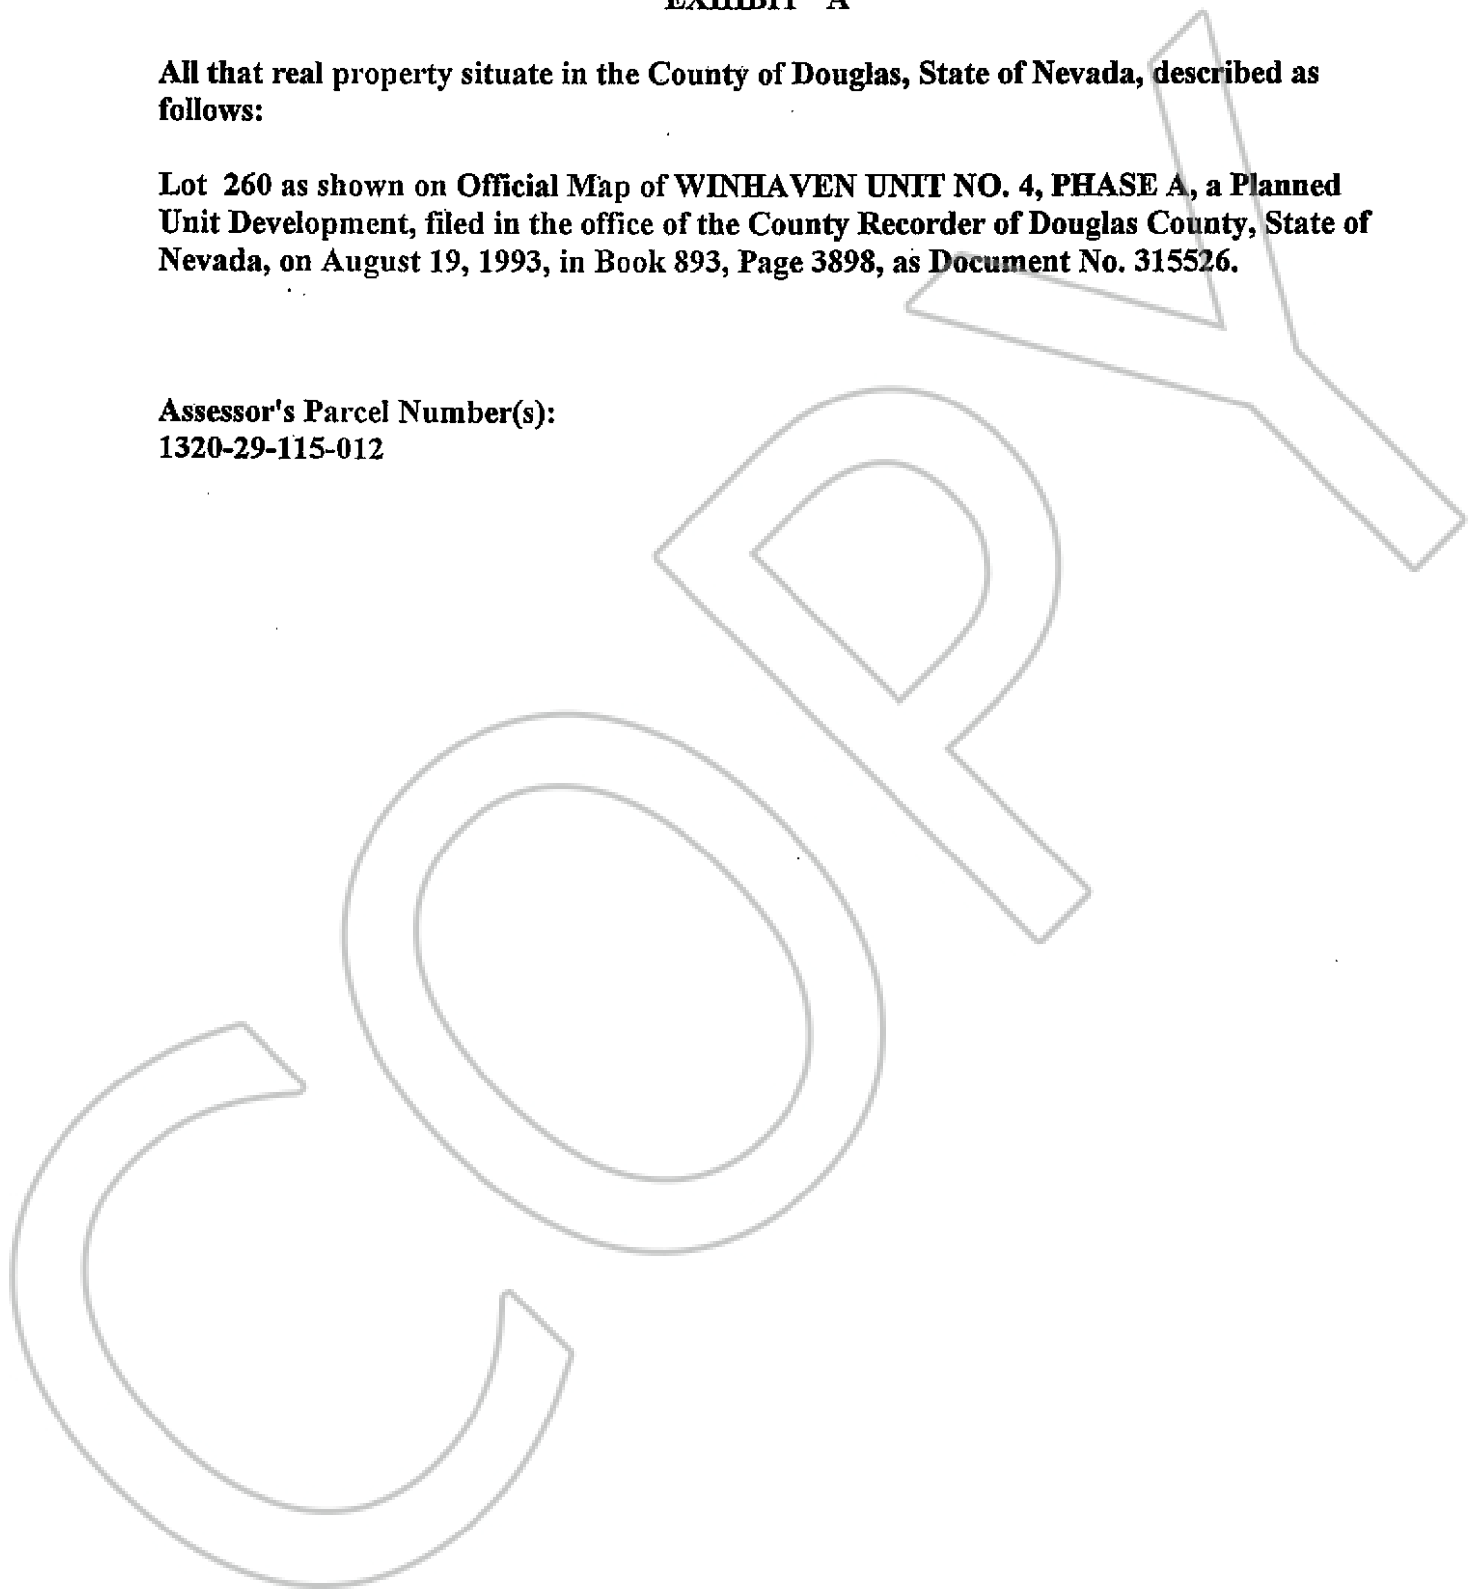 EXHIBIT "A"
All that real property situate in the County of Douglas, State of Nevada, described as
follows:
Lot 260 as shown on Official Map of WINHAVEN UNIT NO. 4, PHASE A, a Planned
Unit Development, filed in the office of the County Recorder of Douglas County, State of
Nevada, on August 19, 1993, in Book 893, Page 3898, as Document No. 315526.
Assessor's Parcel Number(s):
1320-29-115-012
COPY